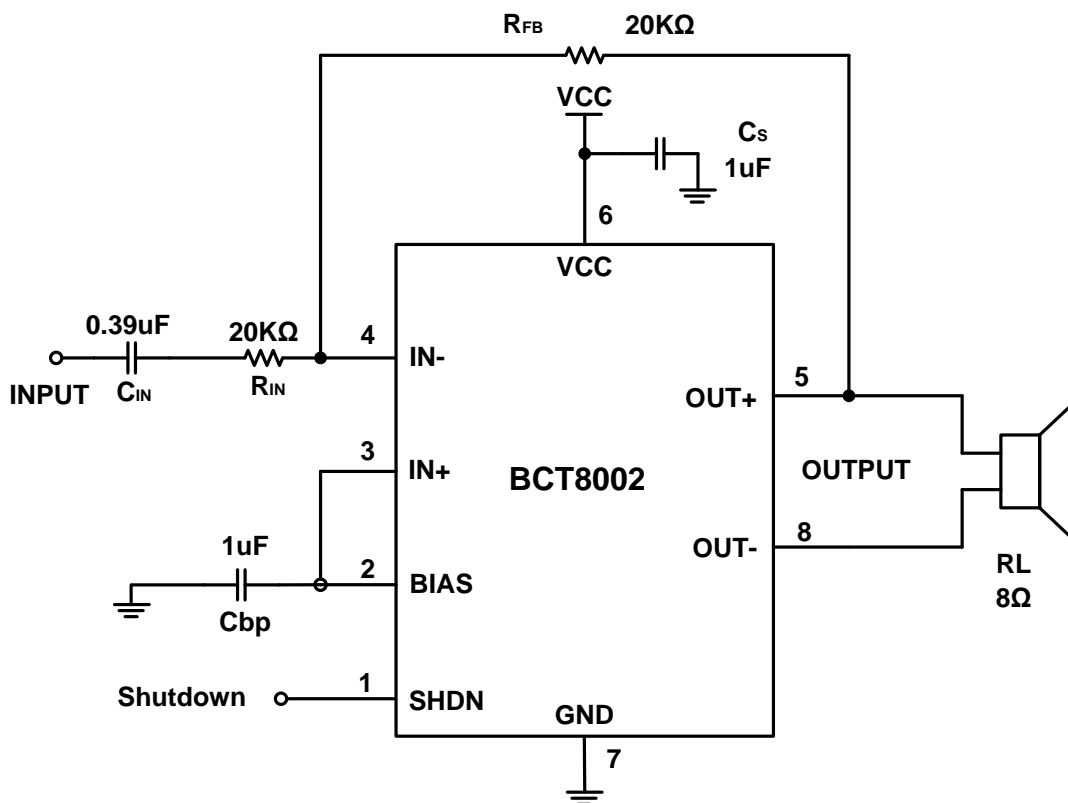 RFB 20KΩ
VCC
CS
1uF
6
VCC
0.39uF
20KΩ
4
IN-
INPUT
CIN
RIN
5
OUT+
3
IN+
BCT8002
OUTPUT
8
OUT-
1uF
2
BIAS
Cbp
RL
8Ω
Shutdown
1
SHDN
GND
7